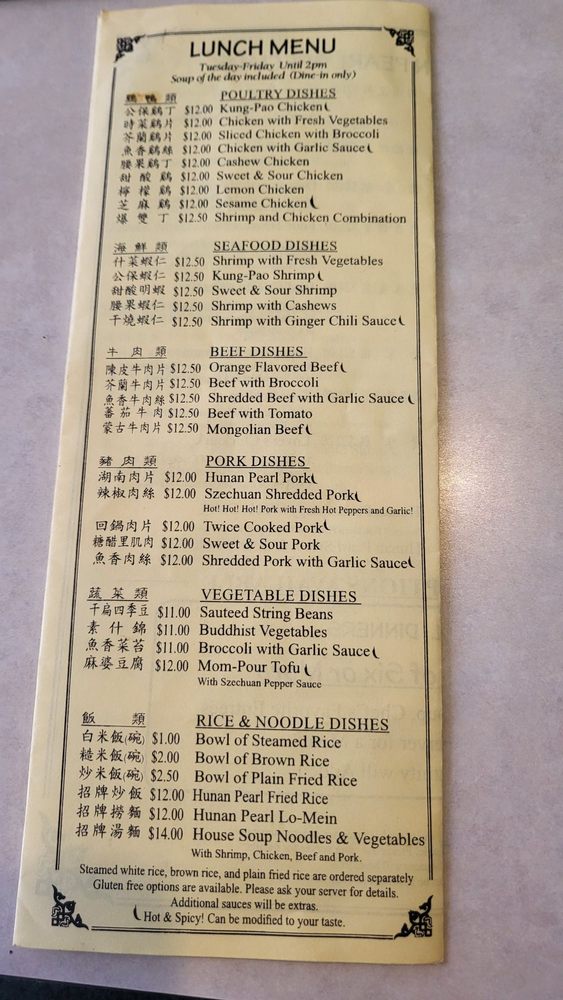 LUNCH MENU
Tuesday-Friday Until 2pm
Soup of the day included (Dine-in only)
鷄 鴨 類 POULTRY DISHES
公保鷄丁 $12.00 Kung-Pao Chicken
時菜鷄片 $12.00 Chicken with Fresh Vegetables
芥蘭鷄片 $12.00 Sliced Chicken with Broccoli
魚香鷄絲 $12.00 Chicken with Garlic Sauce
腰果鷄丁 $12.00 Cashew Chicken
甜 酸 鷄 $12.00 Sweet & Sour Chicken
檸 檬 鷄 $12.00 Lemon Chicken
芝 麻 鷄 $12.00 Sesame Chicken
爆 雙 丁 $12.50 Shrimp and Chicken Combination
海 鮮 類 SEAFOOD DISHES
什菜蝦仁 $12.50 Shrimp with Fresh Vegetables
公保蝦仁 $12.50 Kung-Pao Shrimp
甜酸明蝦 $12.50 Sweet & Sour Shrimp
腰果蝦仁 $12.50 Shrimp with Cashews
干燒蝦仁 $12.50 Shrimp with Ginger Chili Sauce
牛 肉 類 BEEF DISHES
陳皮牛肉片 $12.50 Orange Flavored Beef
芥蘭牛肉片 $12.50 Beef with Broccoli
魚香牛肉絲 $12.50 Shredded Beef with Garlic Sauce
蕃 茄 牛 肉 $12.50 Beef with Tomato
蒙古牛肉片 $12.50 Mongolian Beef
豬 肉 類 PORK DISHES
湖南肉片 $12.00 Hunan Pearl Pork
辣椒肉絲 $12.00 Szechuan Shredded Pork
Hot! Hot! Hot! Pork with Fresh Hot Peppers and Garlic!
回鍋肉片 $12.00 Twice Cooked Pork
糖醋里肌肉 $12.00 Sweet & Sour Pork
魚香肉絲 $12.00 Shredded Pork with Garlic Sauce
蔬 菜 類 VEGETABLE DISHES
干扁四季豆 $11.00 Sauteed String Beans
素 什 錦 $11.00 Buddhist Vegetables
魚香菜苔 $11.00 Broccoli with Garlic Sauce
麻婆豆腐 $12.00 Mom-Pour Tofu
With Szechuan Pepper Sauce
飯 類 RICE & NOODLE DISHES
白米飯(碗) $1.00 Bowl of Steamed Rice
糙米飯(碗) $2.00 Bowl of Brown Rice
炒米飯(碗) $2.50 Bowl of Plain Fried Rice
招牌炒飯 $12.00 Hunan Pearl Fried Rice
招牌撈麵 $12.00 Hunan Pearl Lo-Mein
招牌湯麵 $14.00 House Soup Noodles & Vegetables
With Shrimp, Chicken, Beef and Pork.
Steamed white rice, brown rice, and plain fried rice are ordered separately
Gluten free options are available. Please ask your server for details.
Additional sauces will be extras.
Hot & Spicy! Can be modified to your taste.